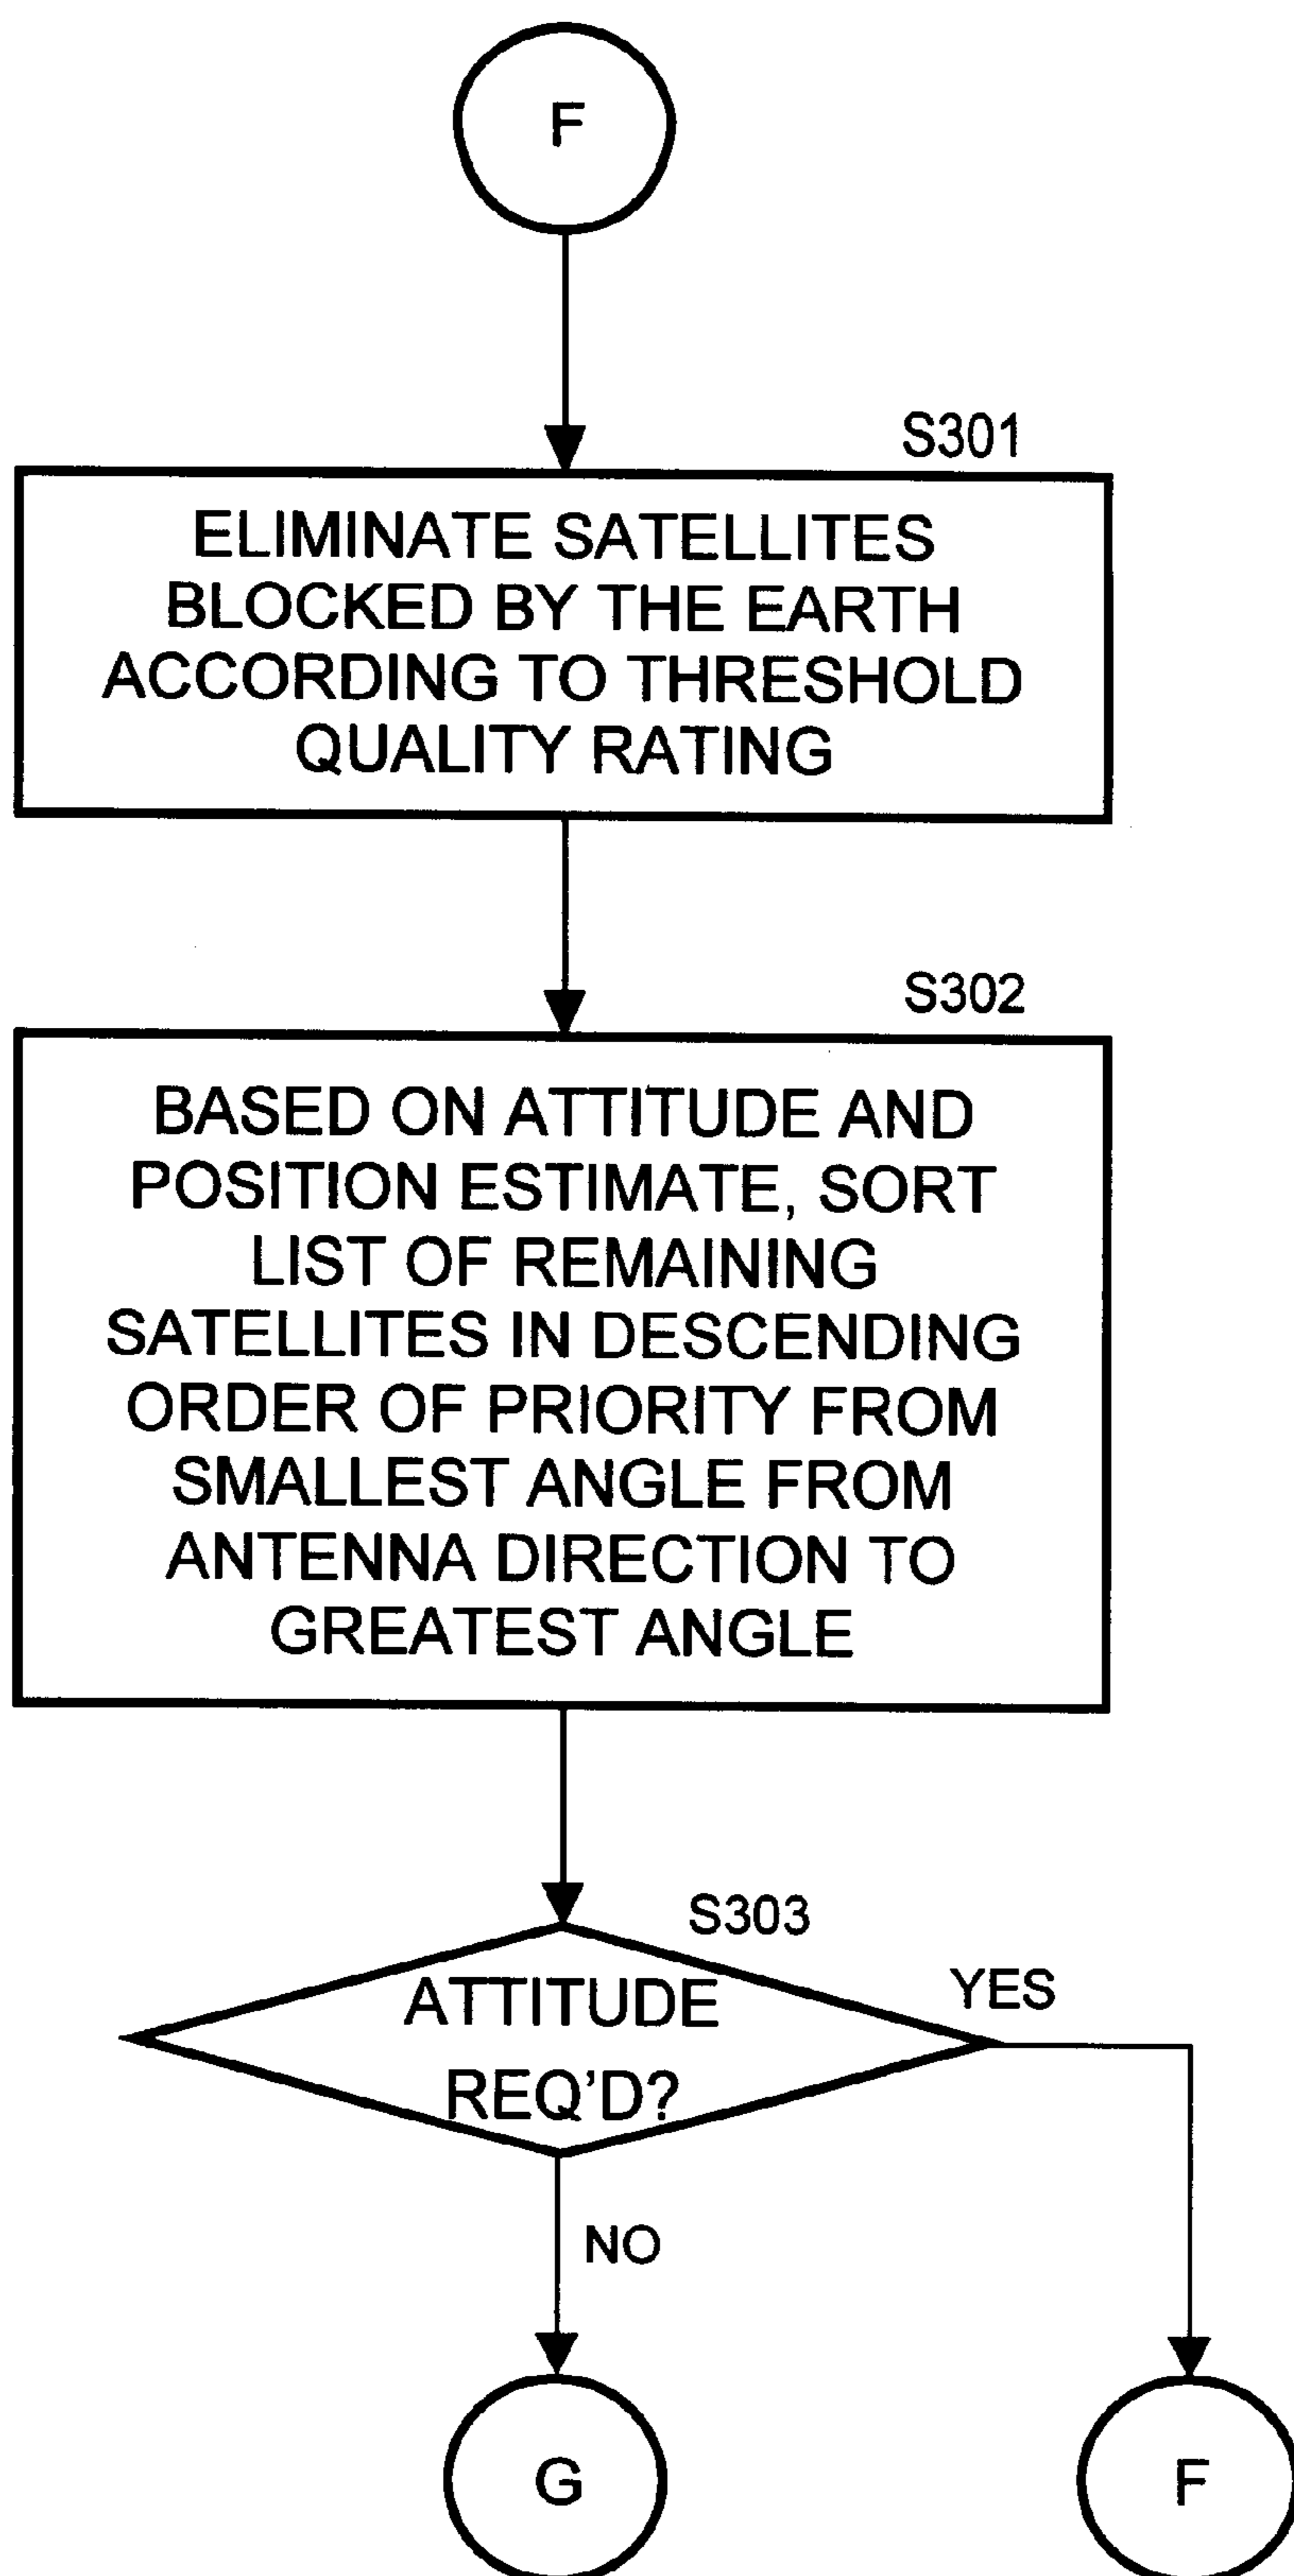 F
S301
ELIMINATE SATELLITES
BLOCKED BY THE EARTH
ACCORDING TO THRESHOLD
QUALITY RATING
S302
BASED ON ATTITUDE AND
POSITION ESTIMATE, SORT
LIST OF REMAINING
SATELLITES IN DESCENDING
ORDER OF PRIORITY FROM
SMALLEST ANGLE FROM
ANTENNA DIRECTION TO
GREATEST ANGLE
S303
ATTITUDE
REQ'D?
YES
NO
G
F